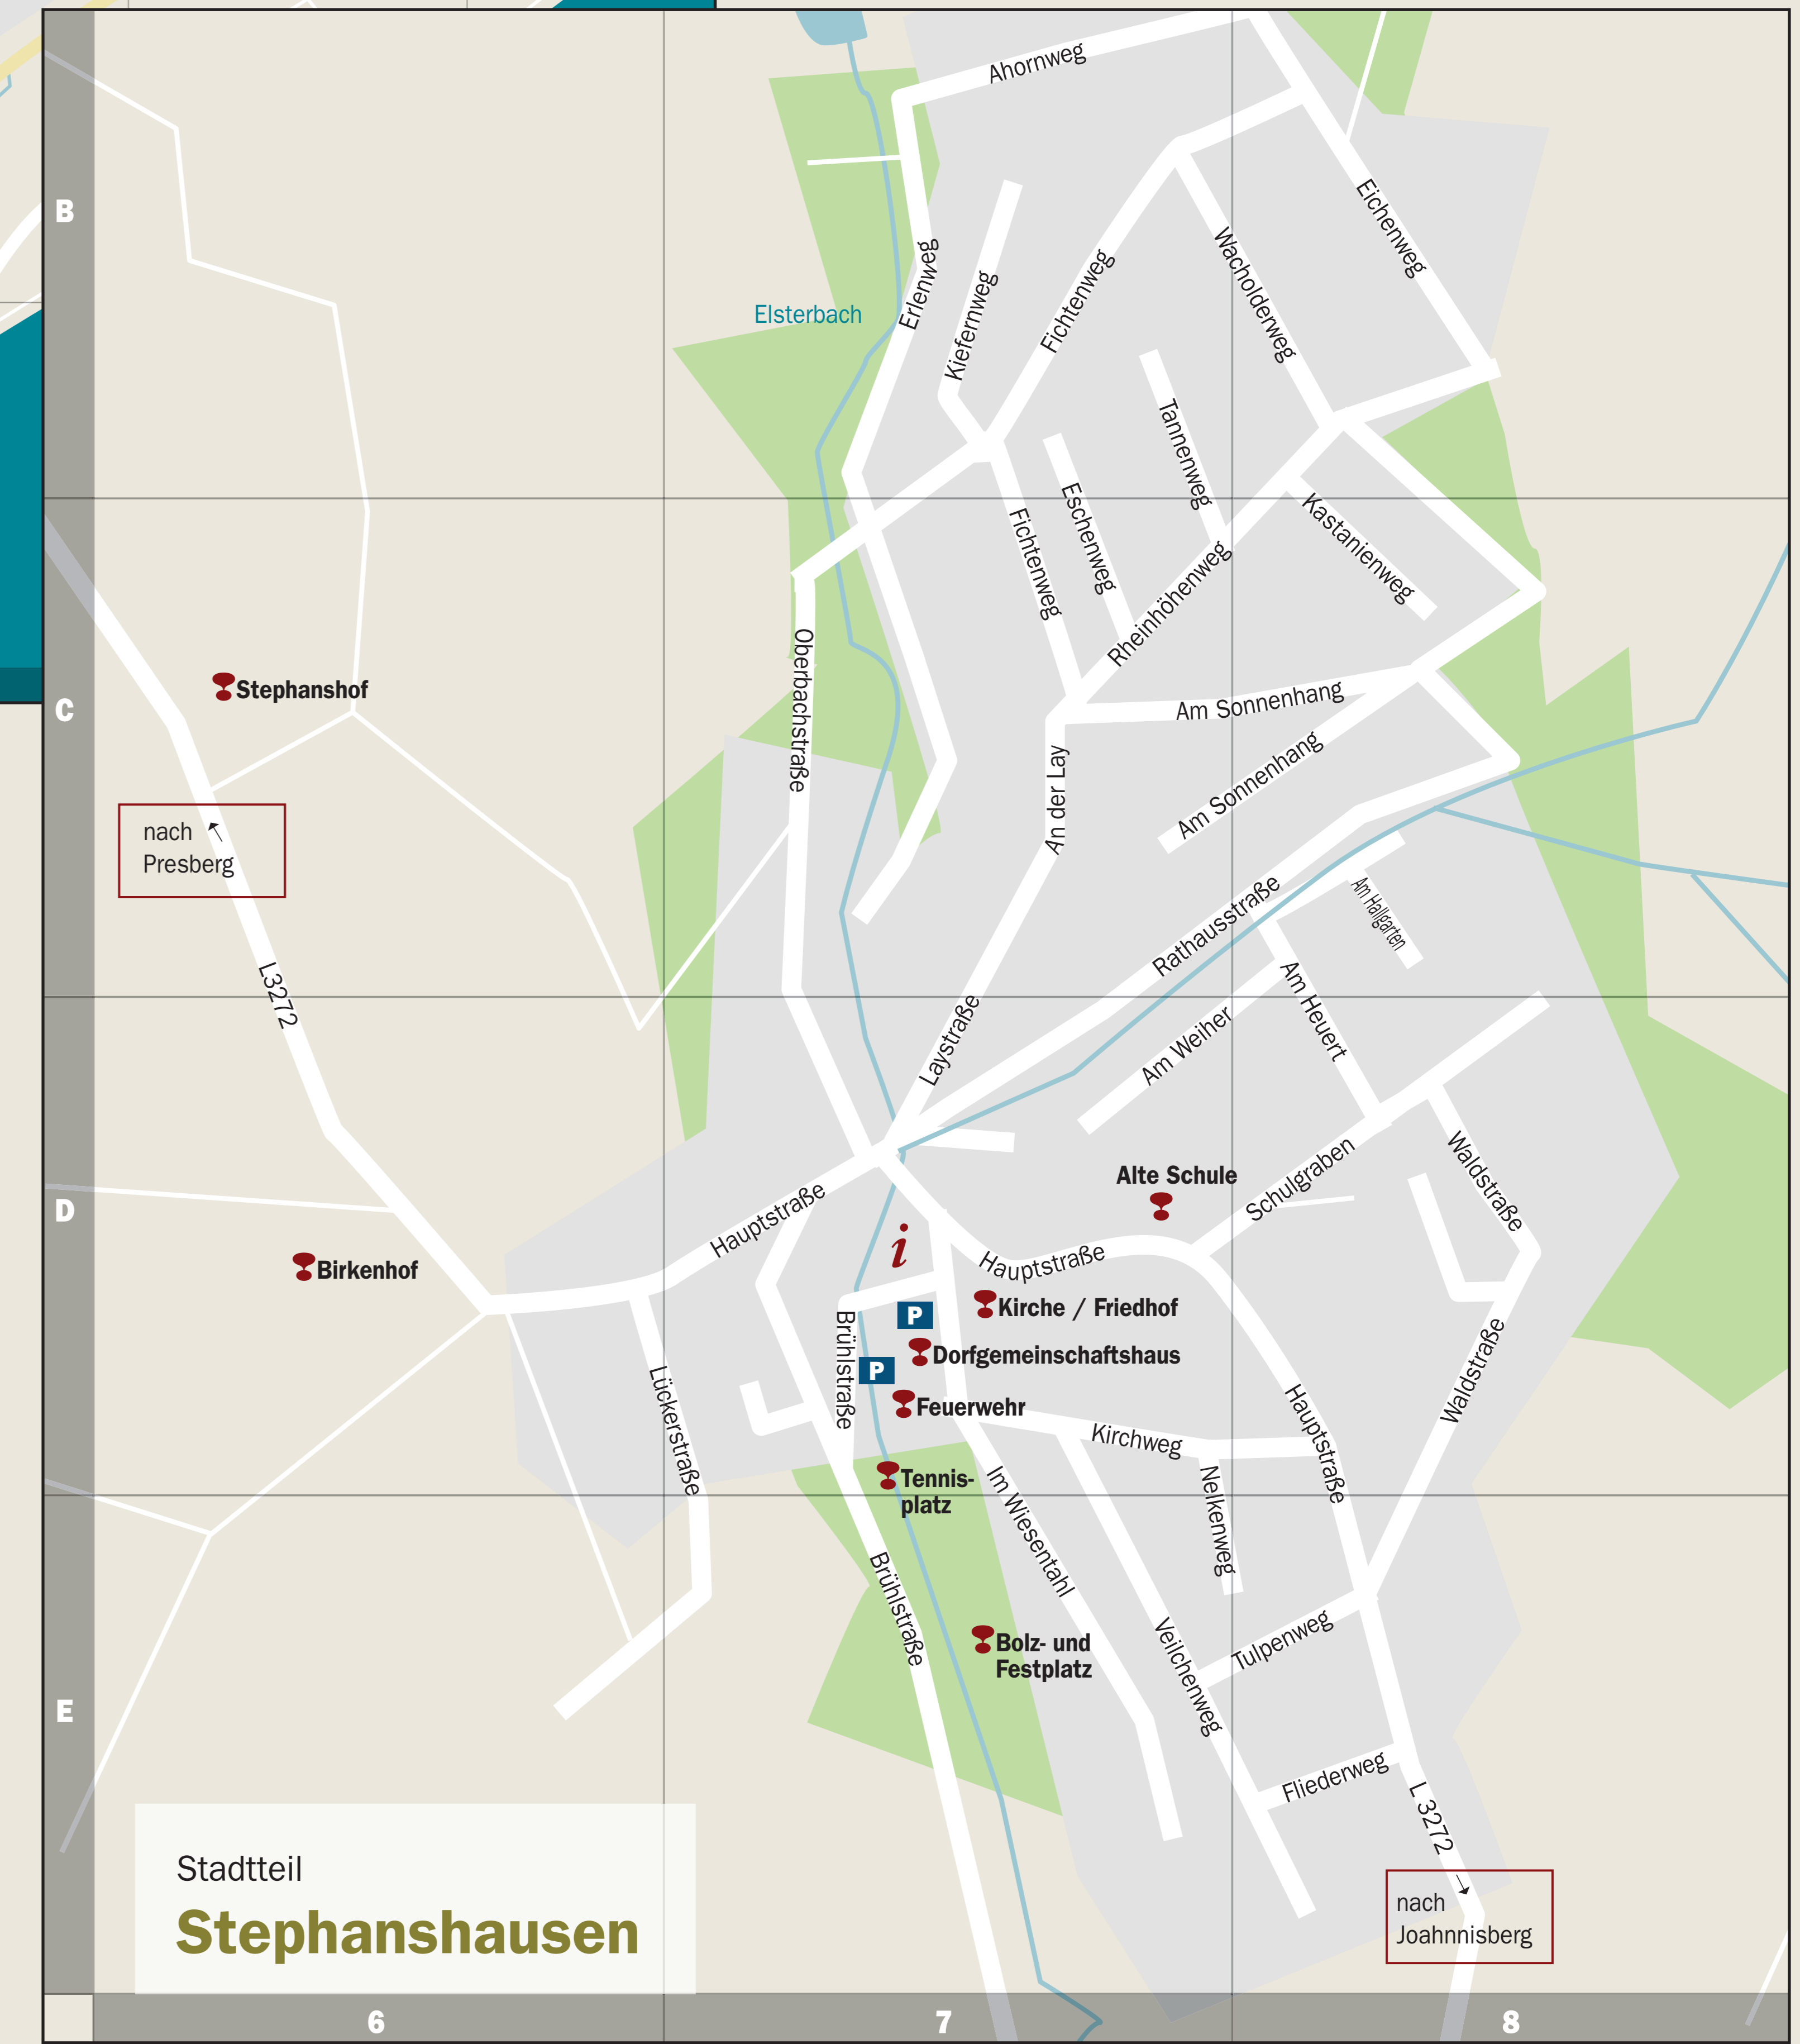 Ahornweg
B
Eichenweg
Erlenweg
Kiefernweg
Fichtenweg
Wacholderweg
Elsterbach
Tannenweg
Eschenweg
Fichtenweg
Kastanienweg
Rheinhöhenweg
Oberbachstraße
Stephanshof
C
Am Sonnenhang
Am Sonnenhang
An der Lay
nach
Presberg
Rathausstraße
Am Hallgarten
L3272
Am Heuert
Laystraße
Am Weiher
Waldstraße
Schulgraben
Alte Schule
D
Hauptstraße
i
Hauptstraße
Birkenhof
P
Kirche / Friedhof
Brühlstraße
Dorfgemeinschaftshaus
P
Waldstraße
Lückerstraße
Feuerwehr
Hauptstraße
Kirchweg
Tennis-
platz
Im Wiesentahl
Nelkenweg
Brühlstraße
Bolz- und
Festplatz
Veilchenweg
Tulpenweg
E
Fliederweg
L 3272
Stadtteil
Stephanshausen
nach
Joahnnisberg
6
7
8